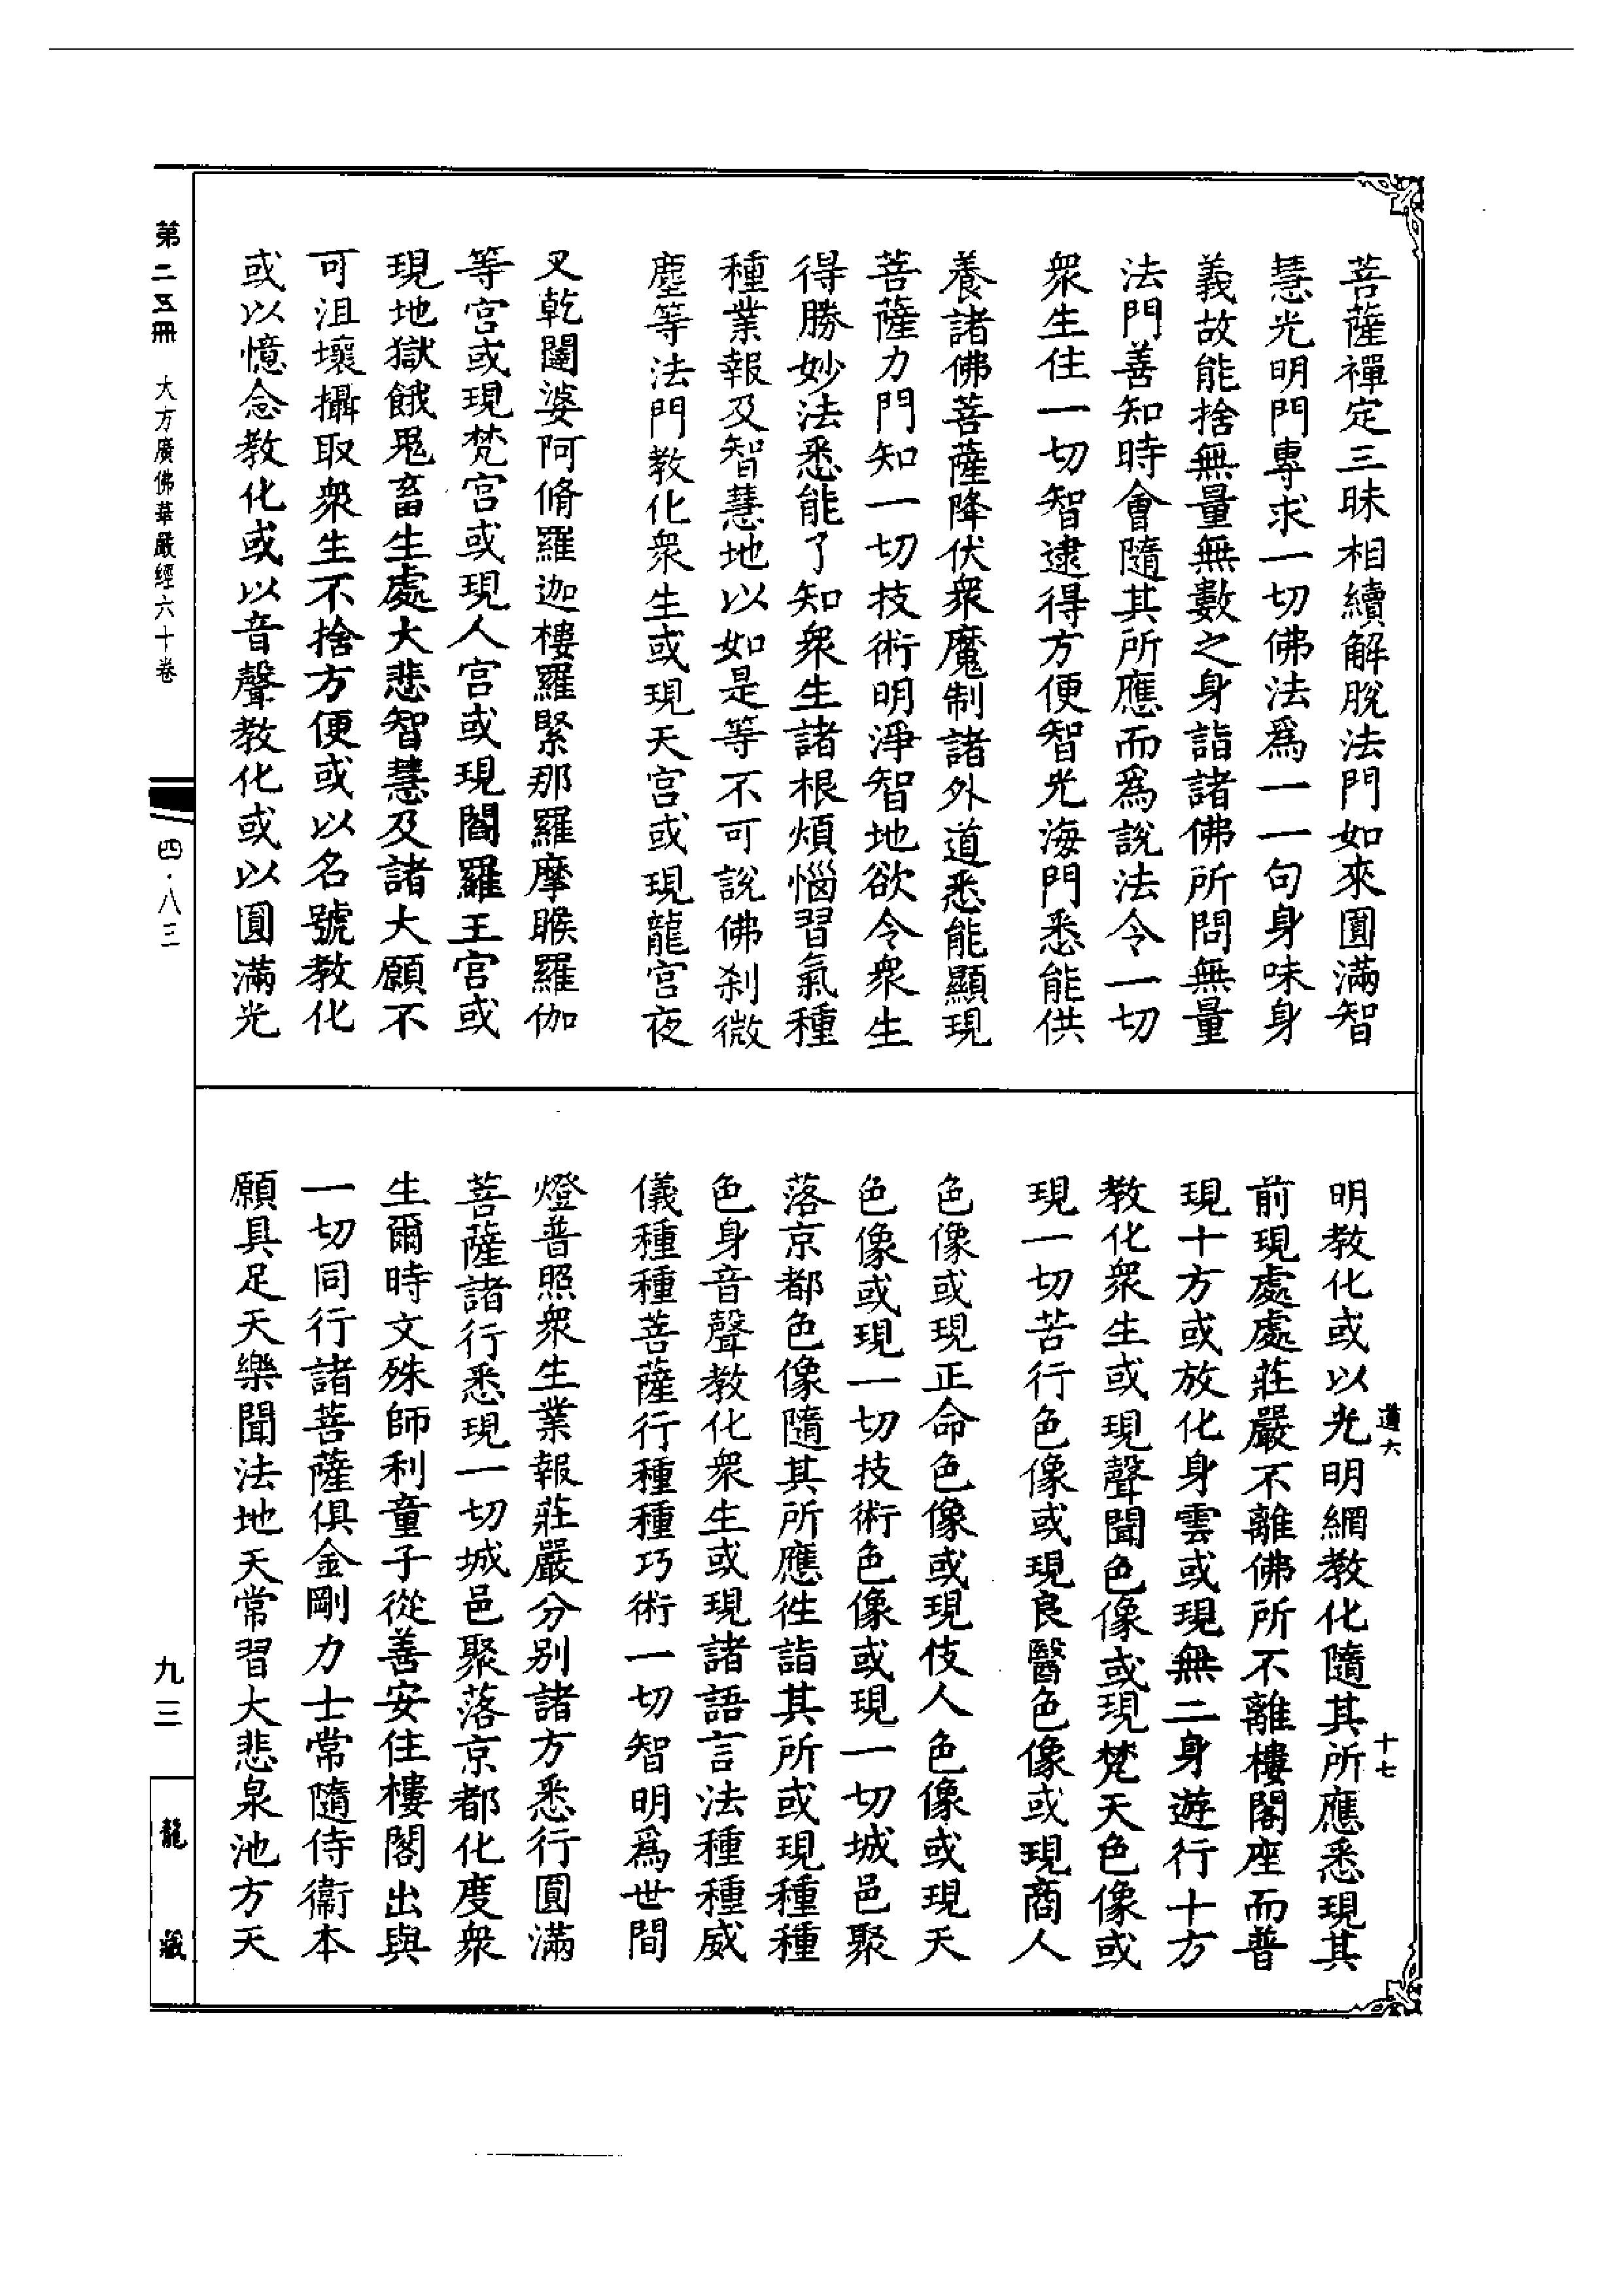 菩薩禪定三昧相續解脫法門如來圓滿智
慧光明門專求一切佛法爲一一句身味身
義故能捨無量無數之身詣諸佛所問無量
法門善知時會隨其所應而爲說法令一切
衆生住一切智逮得方便智光海門悉能供
養諸佛菩薩降伏衆魔制諸外道悉能顯現
菩薩力門知一切技術明淨智地欲令衆生
得勝妙法悉能了知衆生諸根煩惱習氣種
種業報及智慧地以如是等不可說佛刹微
塵等法門教化衆生或現天宮或現龍宮夜
叉乾闥婆阿脩羅迦樓羅緊那羅摩睺羅伽
等宮或現梵宮或現人宮或現閻羅王宮或
現地獄餓鬼畜生處大悲智慧及諸大願不
可沮壞攝取衆生不捨方便或以名號教化
或以憶念教化或以音聲教化或以圓滿光
明教化或以光明網教化隨其所應悉現其
前現處處莊嚴不離佛所不離樓閣座而普
現十方或放化身雲或現無二身遊行十方
教化衆生或現聲聞色像或現梵天色像或
現一切苦行色像或現良醫色像或現商人
色像或現正命色像或現伎人色像或現天
色像或現一切技術色像或現一切城邑聚
落京都色像隨其所應往詣其所或現種種
色身音聲教化衆生或現諸語言法種種威
儀種種菩薩行種種巧術一切智明爲世間
燈普照衆生業報莊嚴分別諸方悉行圓滿
菩薩諸行悉現一切城邑聚落京都化度衆
生爾時文殊師利童子從善安住樓閣出與
一切同行諸菩薩俱金剛力士常隨侍衞本
願具足天樂聞法地天常習大悲泉池方天
道六
十七
第二五冊 大方廣佛華嚴經六十卷
四·八三
九三
龍藏